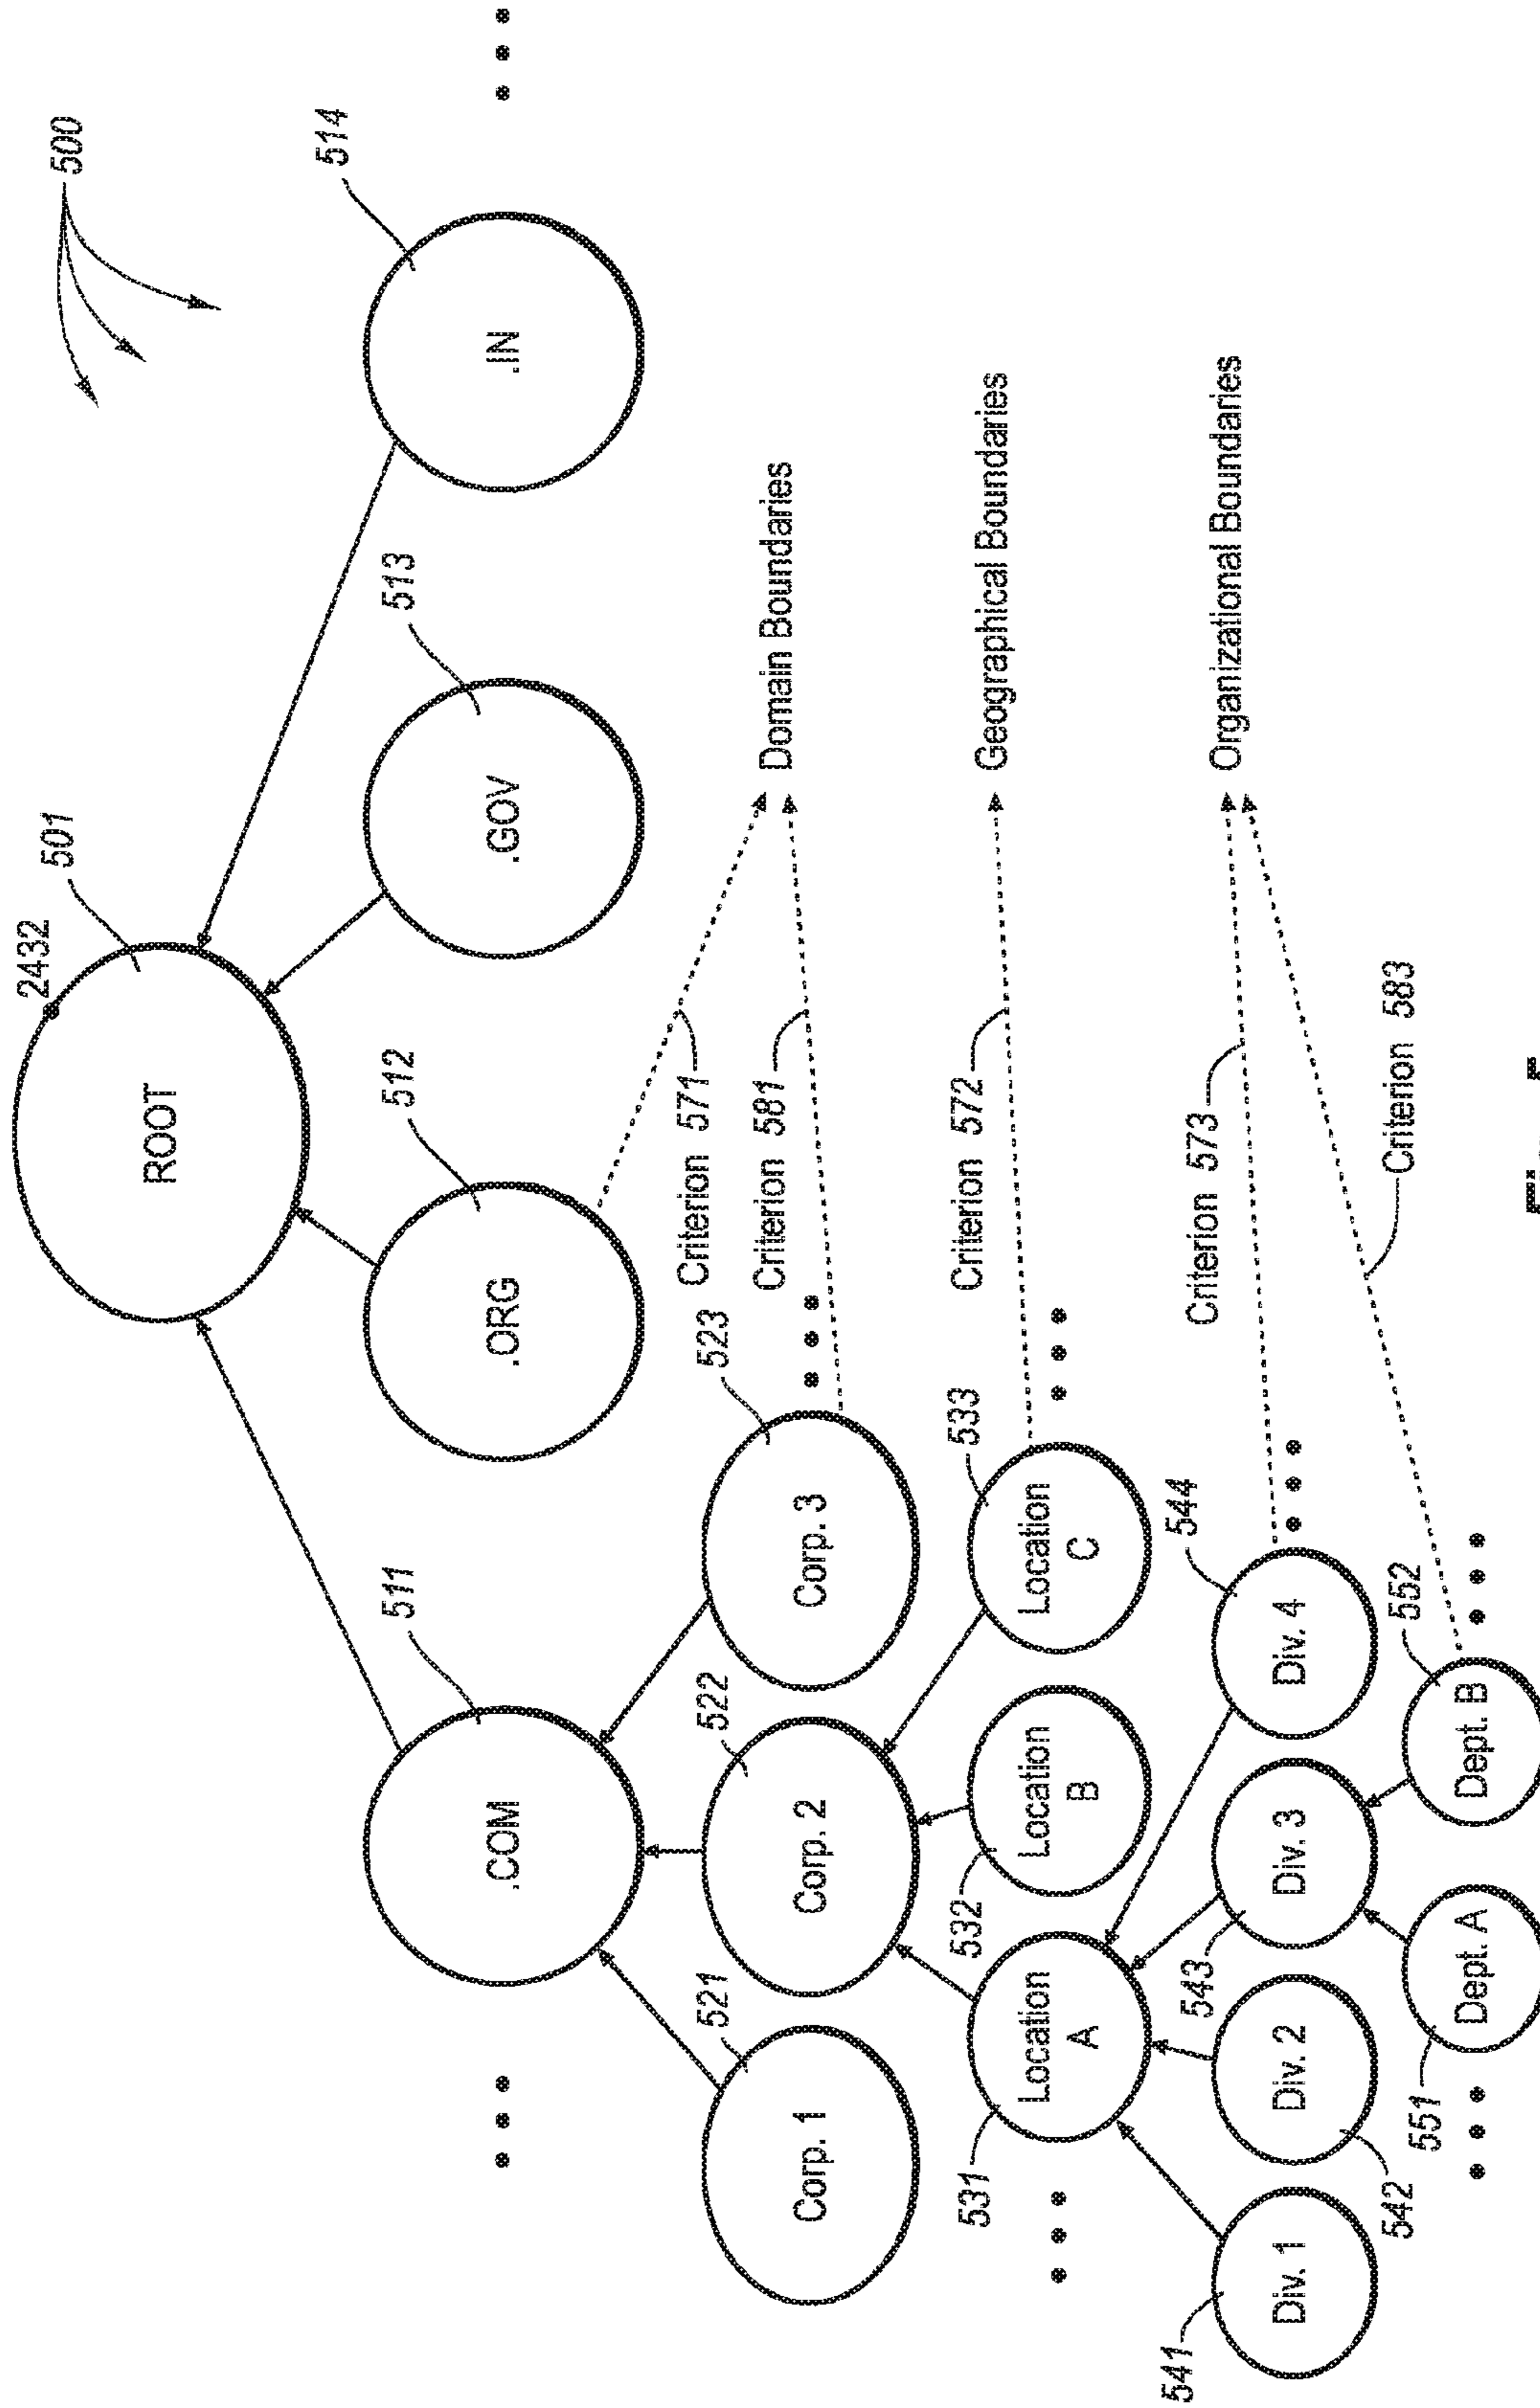 500
2432
501
ROOT
514
513
512
511
.COM
.ORG
.GOV
.IN
521
522
523
Corp. 1
Corp. 2
Corp. 3
Criterion 571
Domain Boundaries
Criterion 581
531
532
533
Location
A
Location
B
Location
C
Criterion 572
Geographical Boundaries
541
542
543
544
Div. 1
Div. 2
Div. 3
Div. 4
Criterion 573
Organizational Boundaries
551
552
Dept. A
Dept. B
Criterion 583